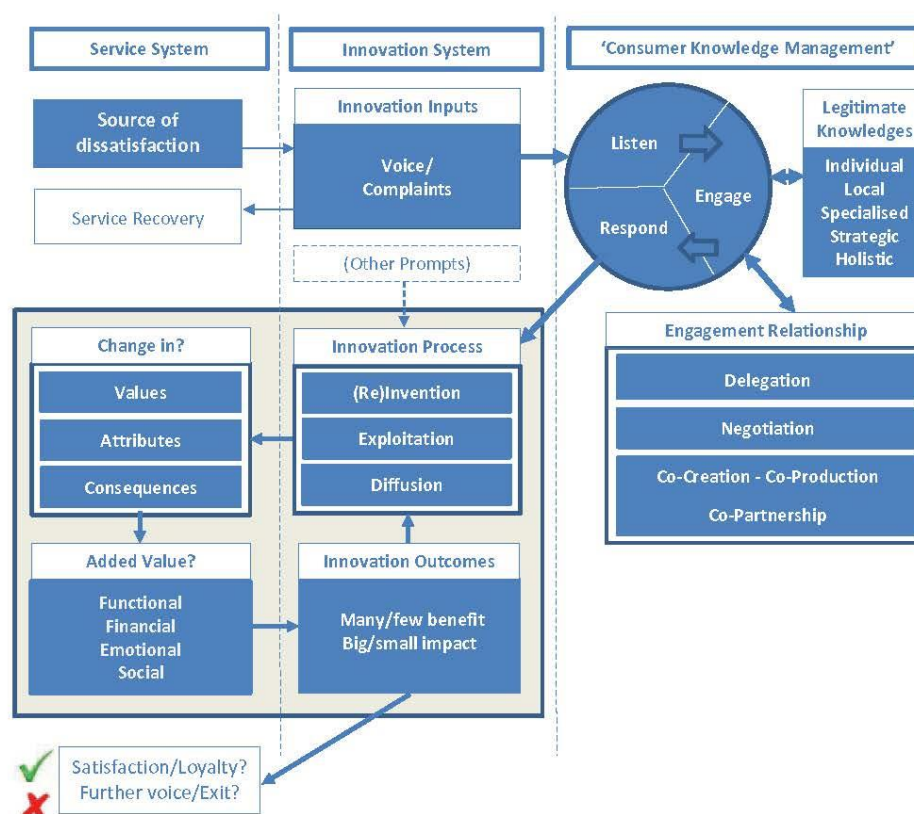 Service System
Innovation System
‘Consumer Knowledge Management’
Source of
dissatisfaction
Service Recovery
Innovation Inputs
Voice/
Complaints
(Other Prompts)
Listen
Engage
Respond
Legitimate
Knowledges
Individual
Local
Specialised
Strategic
Holistic
Change in?
Values
Attributes
Consequences
Innovation Process
(Re)Invention
Exploitation
Diffusion
Engagement Relationship
Delegation
Negotiation
Co-Creation - Co-Production
Co-Partnership
Added Value?
Functional
Financial
Emotional
Social
Innovation Outcomes
Many/few benefit
Big/small impact
Satisfaction/Loyalty?
Further voice/Exit?